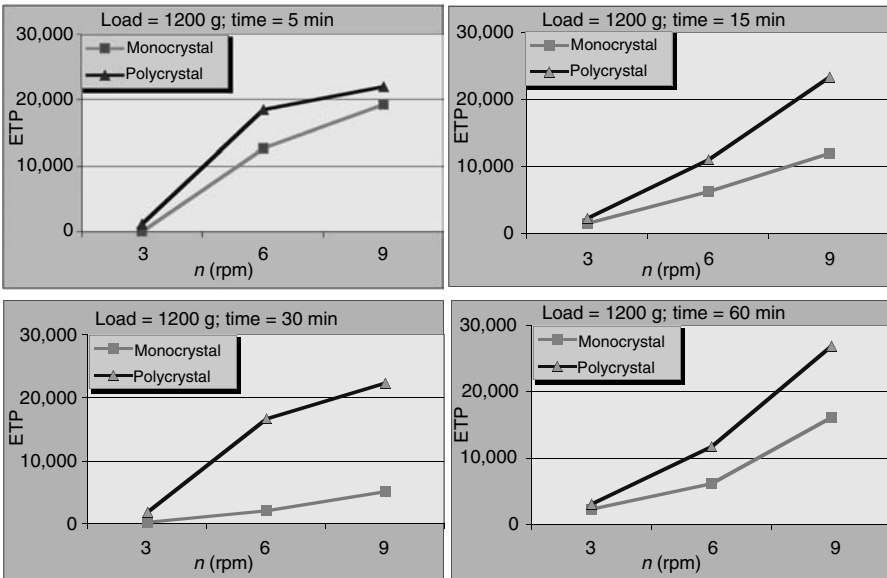 Load = 1200 g; time = 5 min
30,000
20,000
10,000
0
ETP
Monocrystal
Polycrystal
3 6 9
n (rpm)
Load = 1200 g; time = 15 min
30,000
20,000
10,000
0
ETP
Monocrystal
Polycrystal
3 6 9
n (rpm)
Load = 1200 g; time = 30 min
30,000
20,000
10,000
0
ETP
Monocrystal
Polycrystal
3 6 9
n (rpm)
Load = 1200 g; time = 60 min
30,000
20,000
10,000
0
ETP
Monocrystal
Polycrystal
3 6 9
n (rpm)